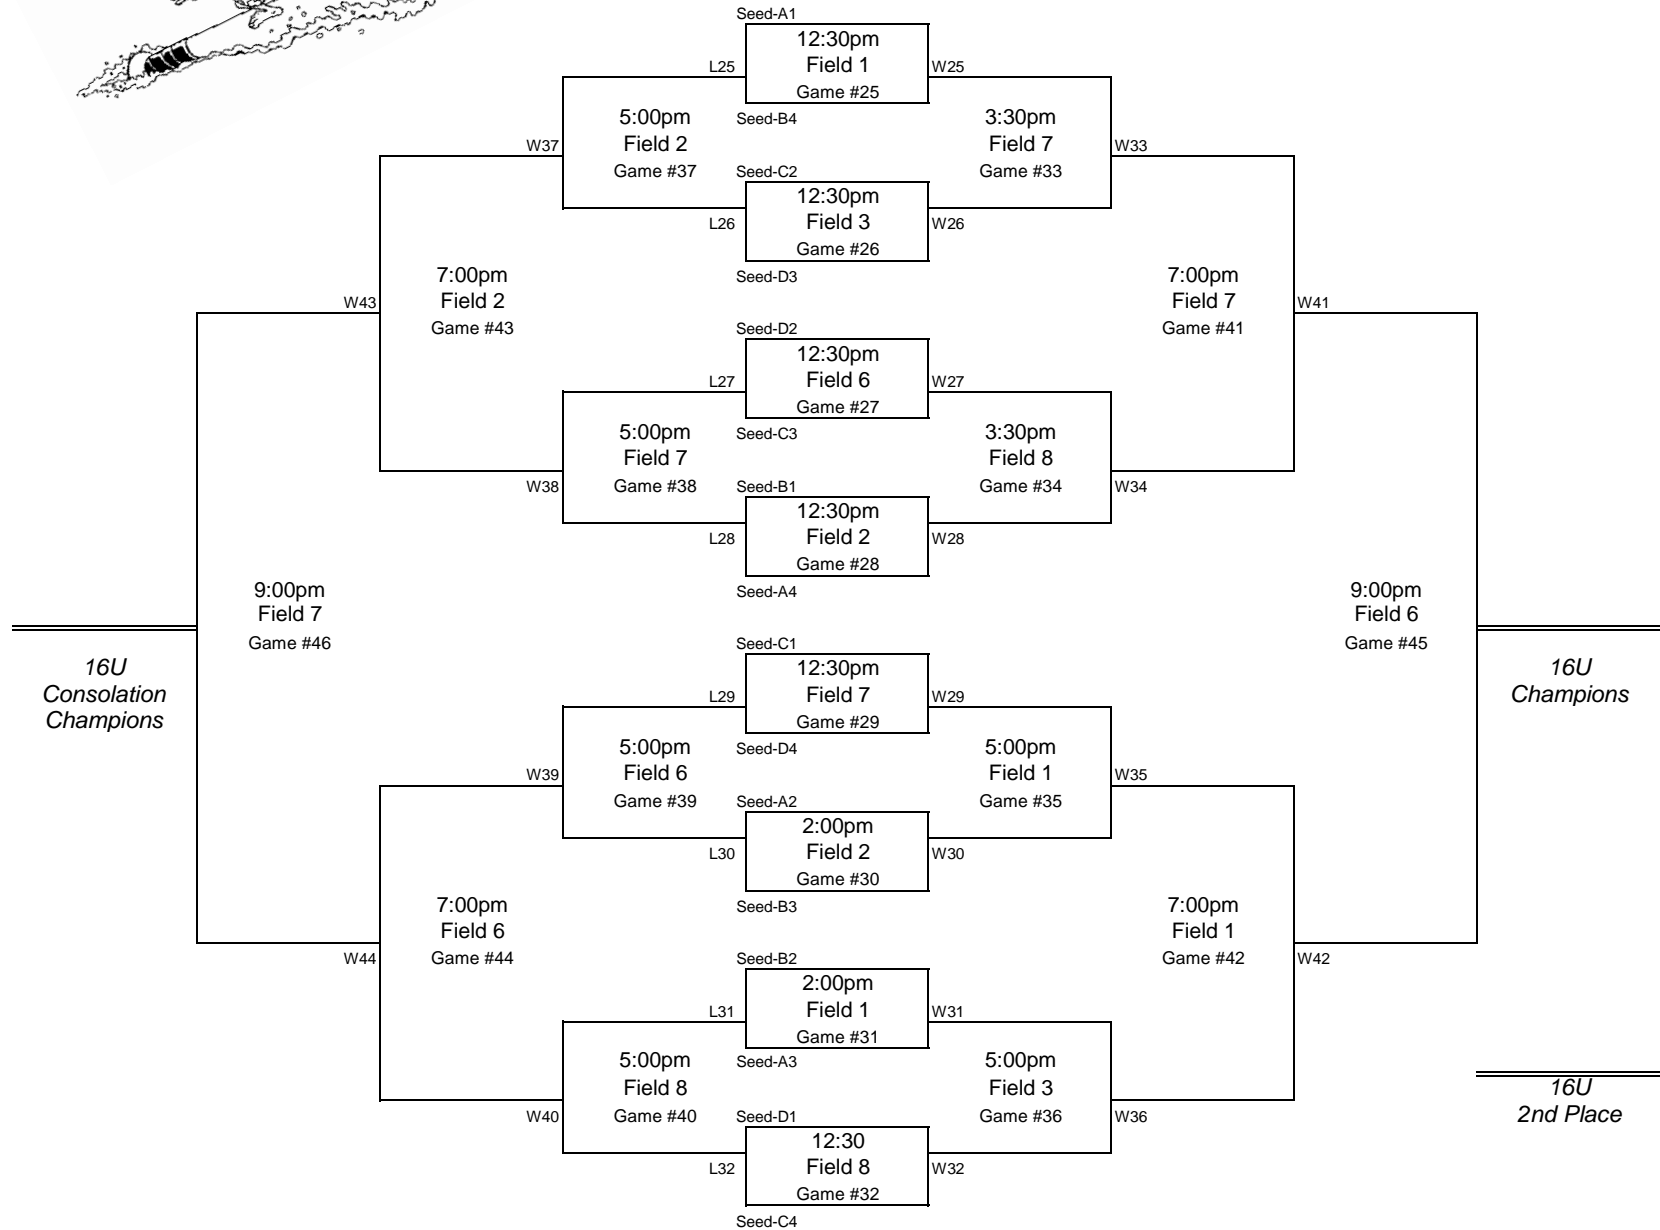 Seed-A1
12:30pm
L25
Field 1
W25
Game #25
5:00pm
Seed-B4
3:30pm
W37
Field 2
Field 7
W33
Game #37
Seed-C2
Game #33
12:30pm
L26
Field 3
W26
Game #26
7:00pm
Seed-D3
7:00pm
W43
Field 2
Field 7
W41
Game #43
Seed-D2
Game #41
12:30pm
L27
Field 6
W27
Game #27
5:00pm
Seed-C3
3:30pm
Field 7
Field 8
W38
Game #38
Seed-B1
Game #34
W34
12:30pm
L28
Field 2
W28
Game #28
9:00pm
Seed-A4
9:00pm
Field 7
Field 6
Game #46
Seed-C1
Game #45
16U
Consolation
Champions
12:30pm
L29
Field 7
W29
Game #29
16U
Champions
5:00pm
Seed-D4
5:00pm
W39
Field 6
Field 1
W35
Game #39
Seed-A2
Game #35
2:00pm
L30
Field 2
W30
Game #30
7:00pm
Seed-B3
7:00pm
Field 6
Field 1
W44
Game #44
Seed-B2
Game #42
W42
2:00pm
L31
Field 1
W31
Game #31
5:00pm
Seed-A3
5:00pm
Field 8
Field 3
W40
Game #40
Seed-D1
Game #36
W36
16U
2nd Place
12:30
L32
Field 8
W32
Game #32
Seed-C4